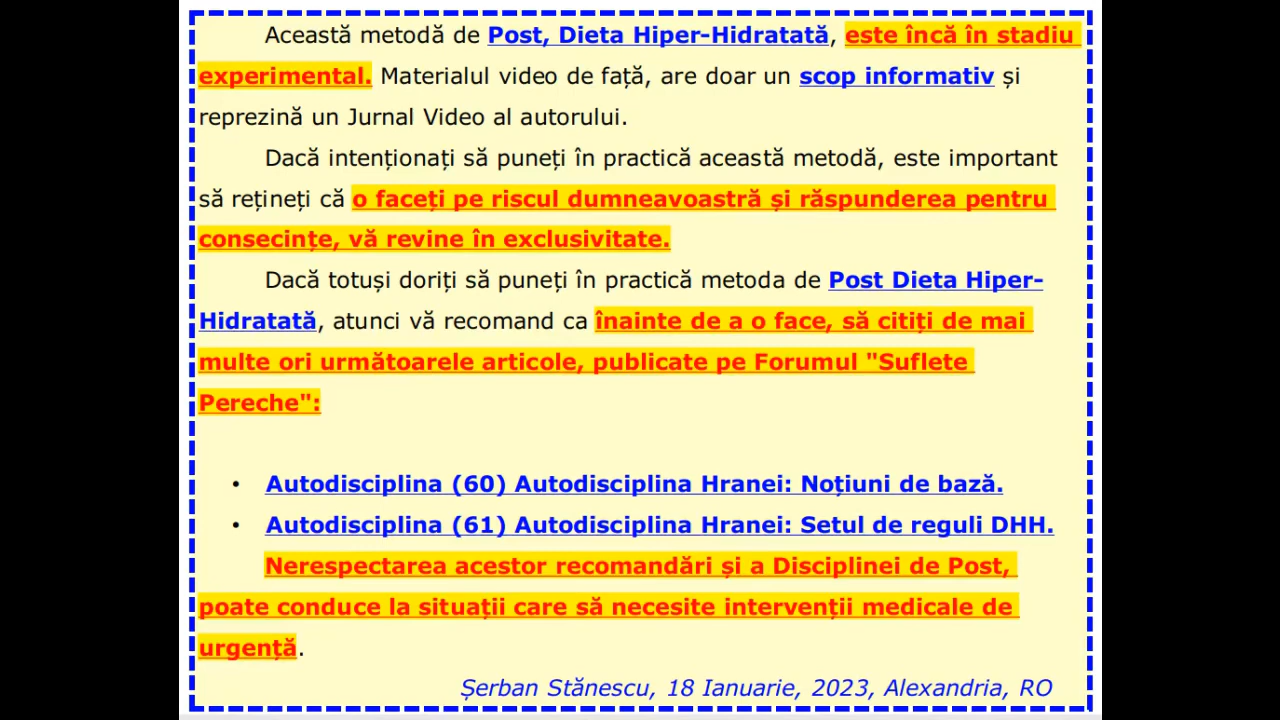 Această metodă de Post, Dieta Hiper-Hidratată, este încă în stadiu
experimental. Materialul video de față, are doar un scop informativ și
reprezină un Jurnal Video al autorului.
Dacă intenționați să puneți în practică această metodă, este important
să rețineți că o faceți pe riscul dumneavoastră și răspunderea pentru
consecințe, vă revine în exclusivitate.
Dacă totuși doriți să puneți în practică metoda de Post Dieta Hiper-
Hidratată, atunci vă recomand ca înainte de a o face, să citiți de mai
multe ori următoarele articole, publicate pe Forumul "Suflete
Pereche":
• Autodisciplina (60) Autodisciplina Hranei: Noțiuni de bază.
• Autodisciplina (61) Autodisciplina Hranei: Setul de reguli DHH.
Nerespectarea acestor recomandări și a Disciplinei de Post,
poate conduce la situații care să necesite intervenții medicale de
urgență.
Șerban Stănescu, 18 Ianuarie, 2023, Alexandria, RO